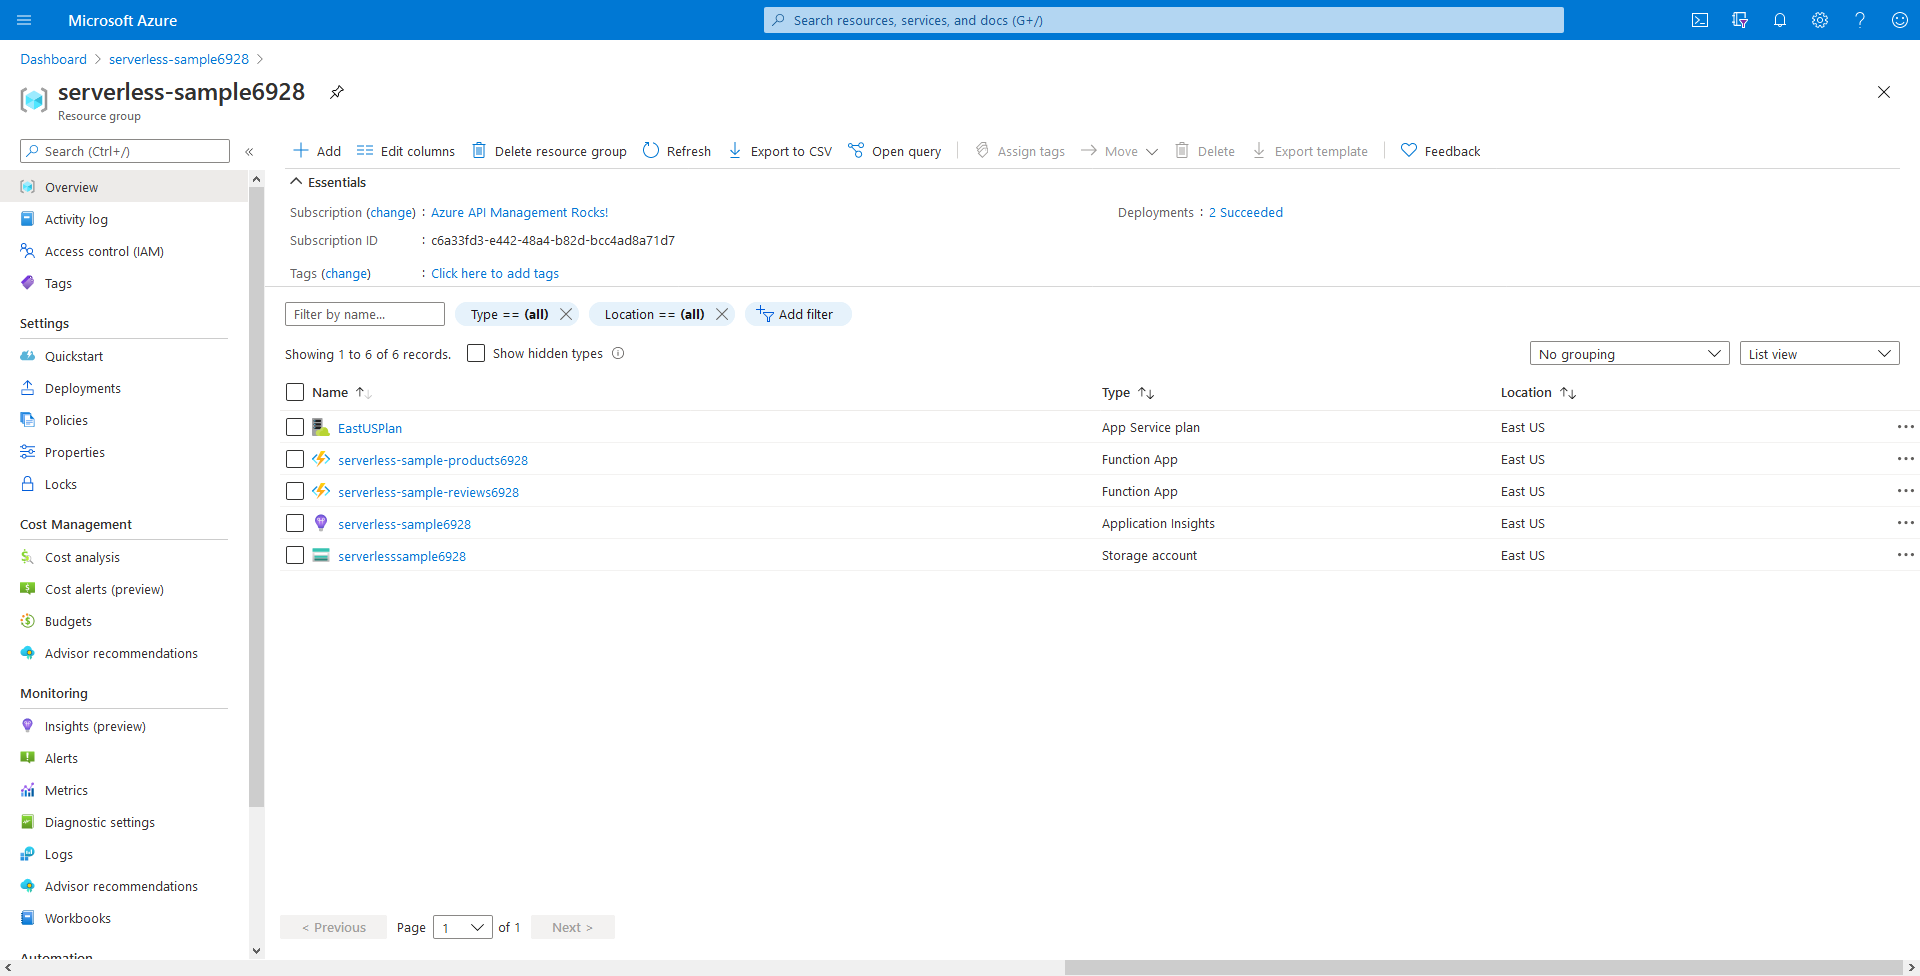 Microsoft Azure
Search resources, services, and docs (G+/)
Dashboard > serverless-sample6928 >
serverless-sample6928
Resource group
Search (Ctrl+/)
«
Add
Edit columns
Delete resource group
Refresh
Export to CSV
Open query
Assign tags
Move
Delete
Export template
Feedback
Overview
Activity log
Access control (IAM)
Tags
Settings
Quickstart
Deployments
Policies
Properties
Locks
Cost Management
Cost analysis
Cost alerts (preview)
Budgets
Advisor recommendations
Monitoring
Insights (preview)
Alerts
Metrics
Diagnostic settings
Logs
Advisor recommendations
Workbooks
Automation
Essentials
Subscription (change) : Azure API Management Rocks!
Deployments : 2 Succeeded
Subscription ID : c6a33fd3-e442-48a4-b82d-bcc4ad8a71d7
Tags (change) : Click here to add tags
Filter by name...
Type == (all)
Location == (all)
Add filter
Showing 1 to 6 of 6 records.
Show hidden types
No grouping
List view
Name Type Location
EastUSPlan App Service plan East US
serverless-sample-products6928 Function App East US
serverless-sample-reviews6928 Function App East US
serverless-sample6928 Application Insights East US
serverlesssample6928 Storage account East US
< Previous
Page 1 of 1
Next >